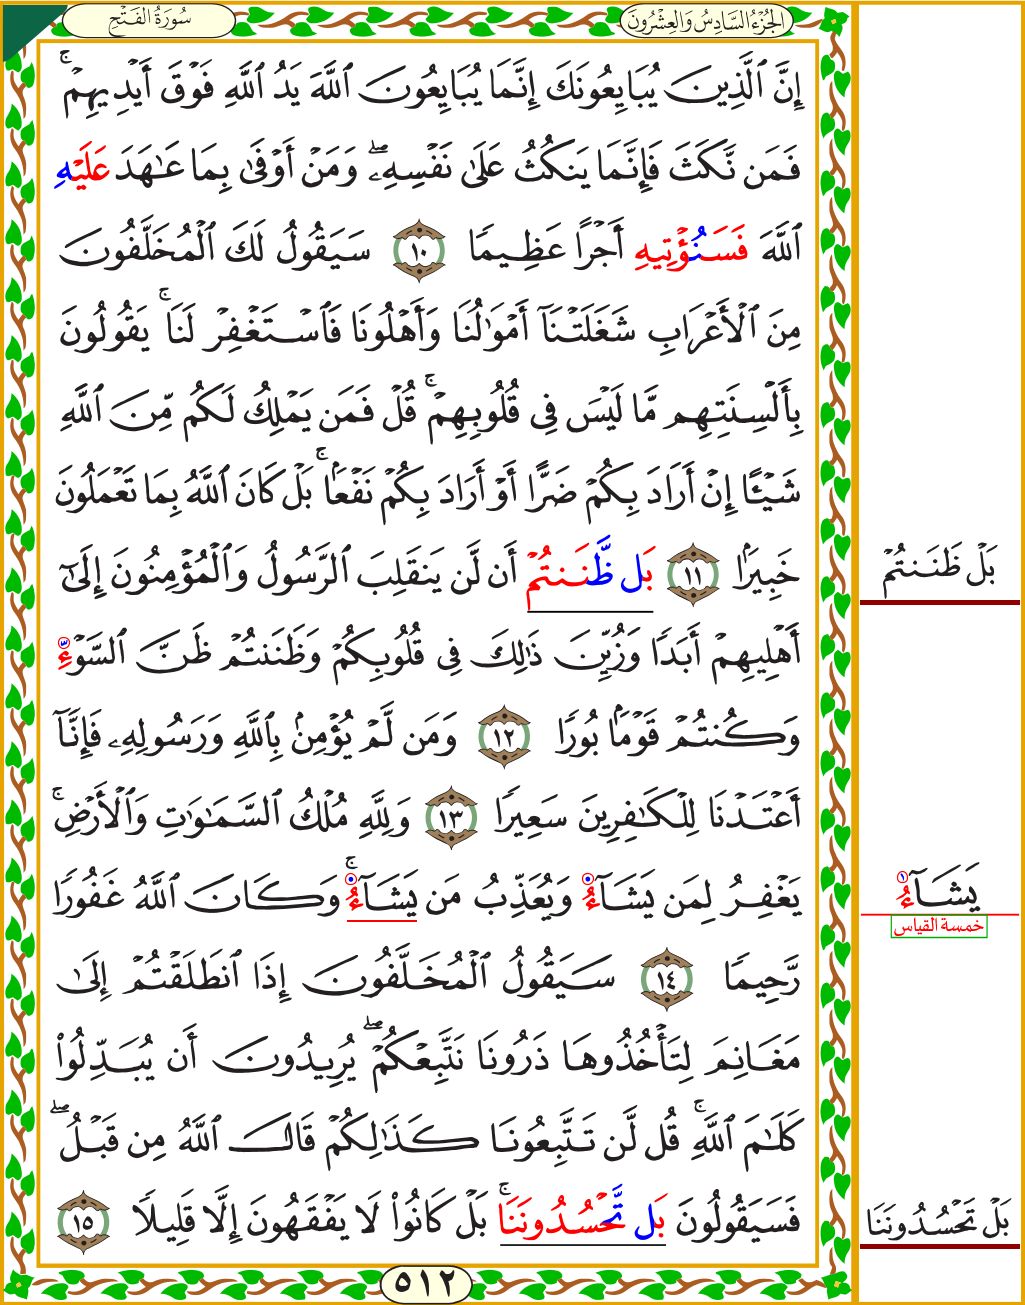 الجُزْءُ السَّادِسُ وَالعِشْرُونَ
سُورَةُ الفَتْحِ
إِنَّ ٱلَّذِينَ يُبَايِعُونَكَ إِنَّمَا يُبَايِعُونَ ٱللَّهَ يَدُ ٱللَّهِ فَوْقَ أَيْدِيهِمْۚ
فَمَن نَّكَثَ فَإِنَّمَا يَنكُثُ عَلَىٰ نَفْسِهِۦۖ وَمَنْ أَوْفَىٰ بِمَا عَـٰهَدَ عَلَيْهِ
ٱللَّهَ فَسَنُؤْتِيهِ أَجْرًا عَظِيمًا ١٠ سَيَقُولُ لَكَ ٱلْمُخَلَّفُونَ
مِنَ ٱلْأَعْرَابِ شَغَلَتْنَآ أَمْوَٰلُنَا وَأَهْلُونَا فَٱسْتَغْفِرْ لَنَاۚ يَقُولُونَ
بِأَلْسِنَتِهِم مَّا لَيْسَ فِى قُلُوبِهِمْۚ قُلْ فَمَن يَمْلِكُ لَكُم مِّنَ ٱللَّهِ
شَيْـًٔا إِنْ أَرَادَ بِكُمْ ضَرًّا أَوْ أَرَادَ بِكُمْ نَفْعَۢاۚ بَلْ كَانَ ٱللَّهُ بِمَا تَعْمَلُونَ
خَبِيرَۢا ١١ بَل ظَّنَنتُمْ أَن لَّن يَنقَلِبَ ٱلرَّسُولُ وَٱلْمُؤْمِنُونَ إِلَىٰٓ
أَهْلِيهِمْ أَبَدًا وَزُيِّنَ ذَٰلِكَ فِى قُلُوبِكُمْ وَظَنَنتُمْ ظَنَّ ٱلسَّوْءِ
وَكُنتُمْ قَوْمَۢا بُورًا ١٢ وَمَن لَّمْ يُؤْمِنۢ بِٱللَّهِ وَرَسُولِهِۦ فَإِنَّآ
أَعْتَدْنَا لِلْكَـٰفِرِينَ سَعِيرًا ١٣ وَلِلَّهِ مُلْكُ ٱلسَّمَـٰوَٰتِ وَٱلْأَرْضِۚ
يَغْفِرُ لِمَن يَشَآءُ وَيُعَذِّبُ مَن يَشَآءُۚ وَكَانَ ٱللَّهُ غَفُورًا
رَّحِيمًا ١٤ سَيَقُولُ ٱلْمُخَلَّفُونَ إِذَا ٱنطَلَقْتُمْ إِلَىٰ
مَغَانِمَ لِتَأْخُذُوهَا ذَرُونَا نَتَّبِعْكُمْۖ يُرِيدُونَ أَن يُبَدِّلُوا۟
كَلَـٰمَ ٱللَّهِۚ قُل لَّن تَتَّبِعُونَا كَذَٰلِكُمْ قَالَ ٱللَّهُ مِن قَبْلُۖ
فَسَيَقُولُونَ بَل تَّحْسُدُونَنَاۚ بَلْ كَانُوا۟ لَا يَفْقَهُونَ إِلَّا قَلِيلًا ١٥
٥١٢
بَلْ ظَنَنتُمْ
يَشَآءُ
خمسة القياس
بَلْ تَحْسُدُونَنَا